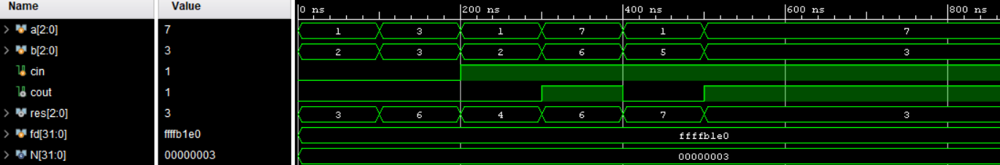 Name Value 0 ns 200 ns 400 ns 600 ns 800 ns
a[2:0] 7 1 3 1 7 1 7
b[2:0] 3 2 3 2 6 5 3
cin 1
cout 1
res[2:0] 3 3 6 4 6 7 3
fd[31:0] ffffb1e0 ffffb1e0
N[31:0] 00000003 00000003